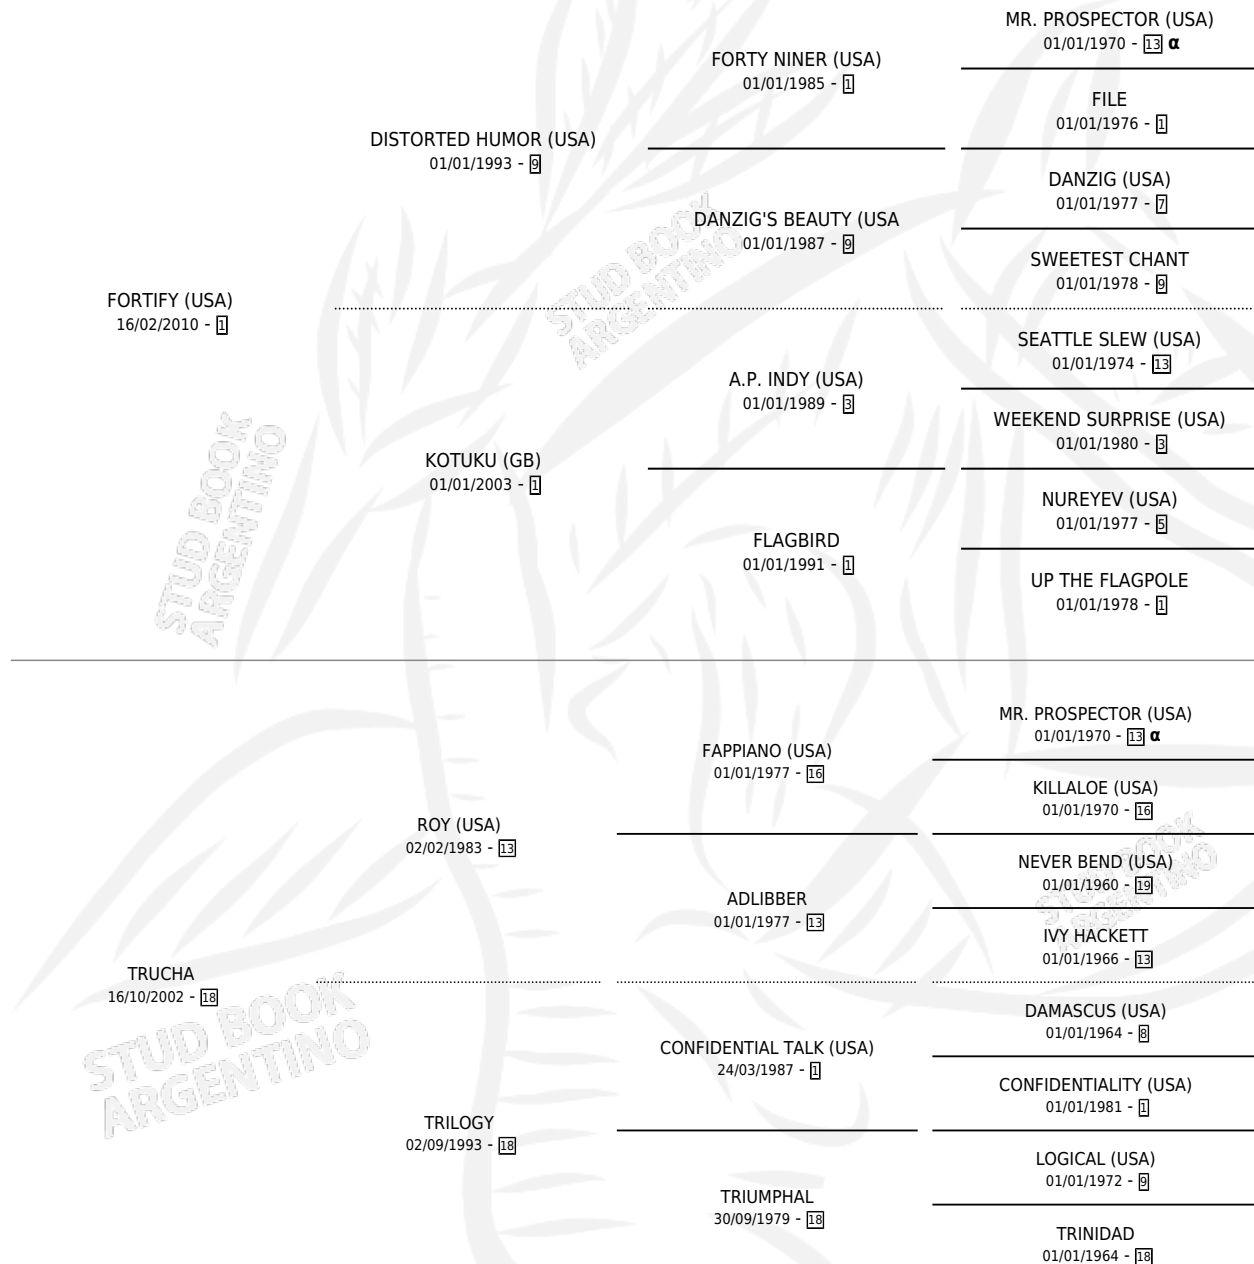 MR. PROSPECTOR (USA)
01/01/1970 - 13 α
FORTY NINER (USA)
01/01/1985 - 1
FILE
01/01/1976 - 1
DISTORTED HUMOR (USA)
01/01/1993 - 9
DANZIG (USA)
01/01/1977 - 7
DANZIG'S BEAUTY (USA
01/01/1987 - 9
SWEETEST CHANT
01/01/1978 - 9
FORTIFY (USA)
16/02/2010 - 1
SEATTLE SLEW (USA)
01/01/1974 - 13
A.P. INDY (USA)
01/01/1989 - 3
WEEKEND SURPRISE (USA)
01/01/1980 - 3
KOTUKU (GB)
01/01/2003 - 1
NUREYEV (USA)
01/01/1977 - 5
FLAGBIRD
01/01/1991 - 1
UP THE FLAGPOLE
01/01/1978 - 1
STUD BOOK
ARGENTINO
STUD BOOK
ARGENTINO
MR. PROSPECTOR (USA)
01/01/1970 - 13 α
FAPPIANO (USA)
01/01/1977 - 16
KILLALOE (USA)
01/01/1970 - 16
ROY (USA)
02/02/1983 - 13
NEVER BEND (USA)
01/01/1960 - 19
ADLIBBER
01/01/1977 - 13
IVY HACKETT
01/01/1966 - 13
TRUCHA
16/10/2002 - 18
DAMASCUS (USA)
01/01/1964 - 8
CONFIDENTIAL TALK (USA)
24/03/1987 - 1
CONFIDENTIALITY (USA)
01/01/1981 - 1
TRILOGY
02/09/1993 - 18
LOGICAL (USA)
01/01/1972 - 9
TRIUMPHAL
30/09/1979 - 18
TRINIDAD
01/01/1964 - 18
STUD BOOK
ARGENTINO
STUD BOOK
ARGENTINO